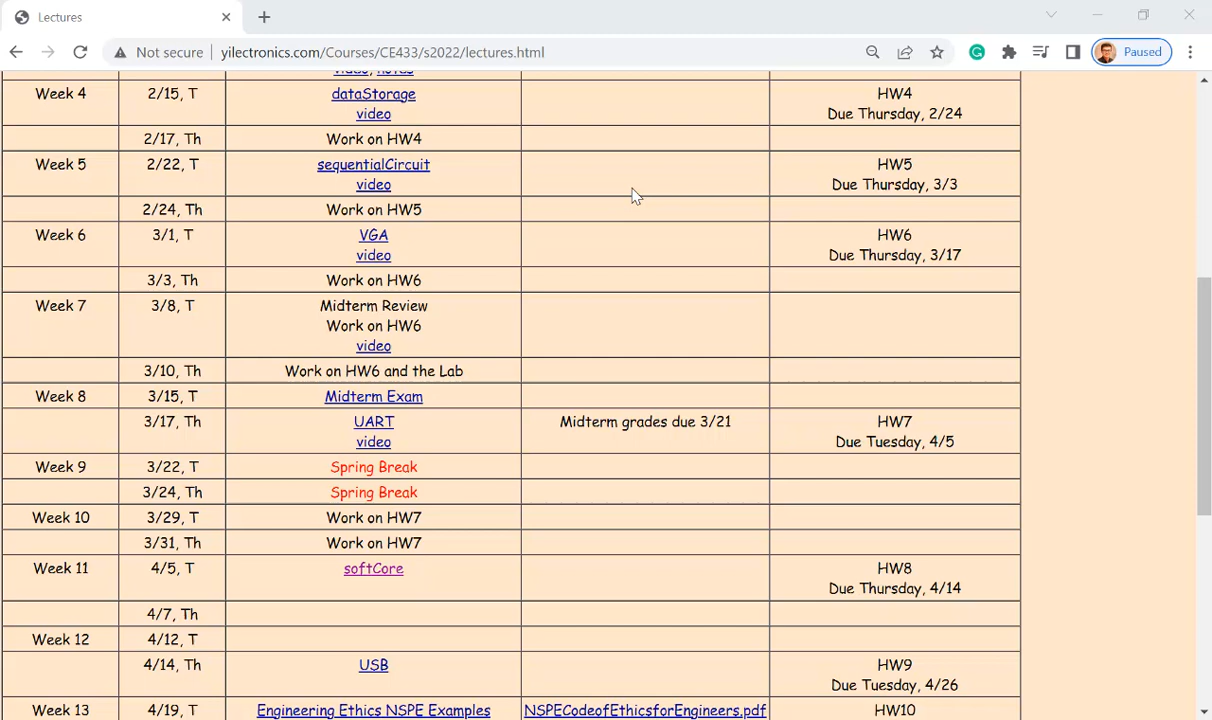 Lectures
Not secure yilectronics.com/Courses/CE433/s2022/lectures.html Paused
video, notes
Week 4 2/15, T dataStorage HW4
video Due Thursday, 2/24
2/17, Th Work on HW4
Week 5 2/22, T sequentialCircuit HW5
video Due Thursday, 3/3
2/24, Th Work on HW5
Week 6 3/1, T VGA HW6
video Due Thursday, 3/17
3/3, Th Work on HW6
Week 7 3/8, T Midterm Review
Work on HW6
video
3/10, Th Work on HW6 and the Lab
Week 8 3/15, T Midterm Exam
3/17, Th UART Midterm grades due 3/21 HW7
video Due Tuesday, 4/5
Week 9 3/22, T Spring Break
3/24, Th Spring Break
Week 10 3/29, T Work on HW7
3/31, Th Work on HW7
Week 11 4/5, T softCore HW8
Due Thursday, 4/14
4/7, Th
Week 12 4/12, T
4/14, Th USB HW9
Due Tuesday, 4/26
Week 13 4/19, T Engineering Ethics NSPE Examples NSPECodeofEthicsforEngineers.pdf HW10